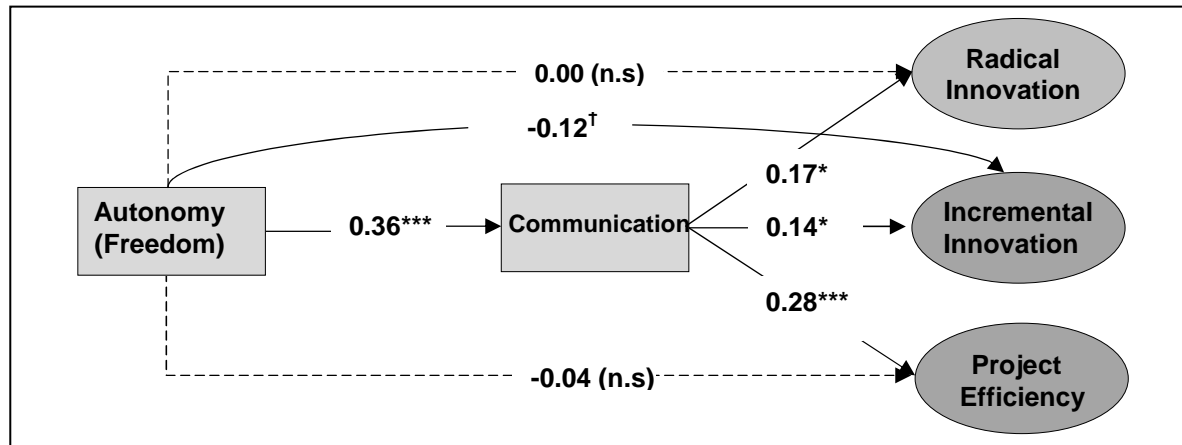 Radical
Innovation
0.00 (n.s)
-0.12†
0.17*
Autonomy
(Freedom)
0.36***
Communication
0.14*
Incremental
Innovation
0.28***
Project
Efficiency
-0.04 (n.s)